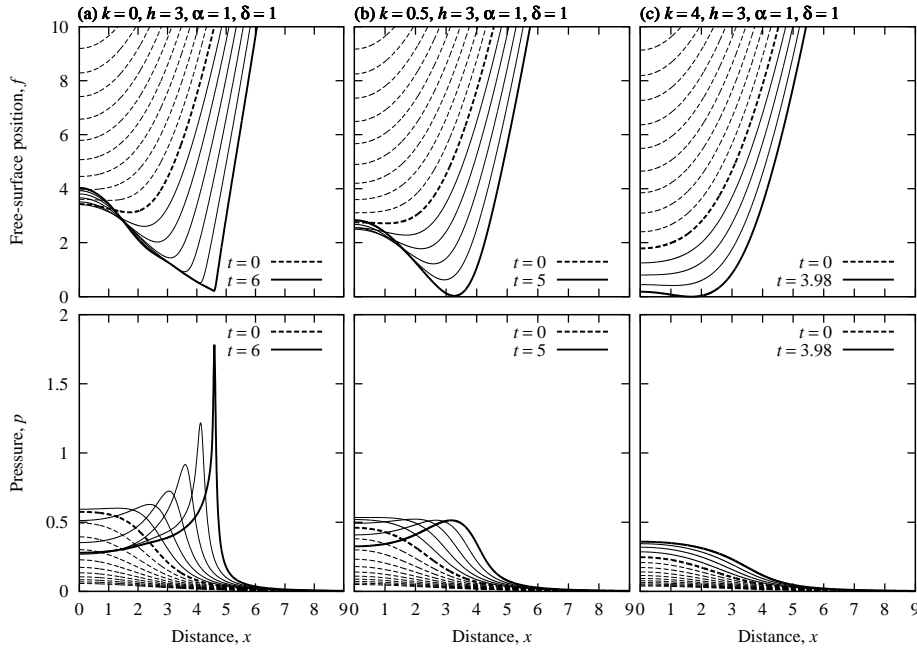 (a) k = 0, h = 3, α = 1, δ = 1
(b) k = 0.5, h = 3, α = 1, δ = 1
(c) k = 4, h = 3, α = 1, δ = 1
Free-surface position, f
10
8
6
4
2
0
t = 0
t = 6
t = 0
t = 5
t = 0
t = 3.98
Pressure, p
2
1.5
1
0.5
0
t = 0
t = 6
t = 0
t = 5
t = 0
t = 3.98
0 1 2 3 4 5 6 7 8 9
0 1 2 3 4 5 6 7 8 9
0 1 2 3 4 5 6 7 8 9
Distance, x
Distance, x
Distance, x